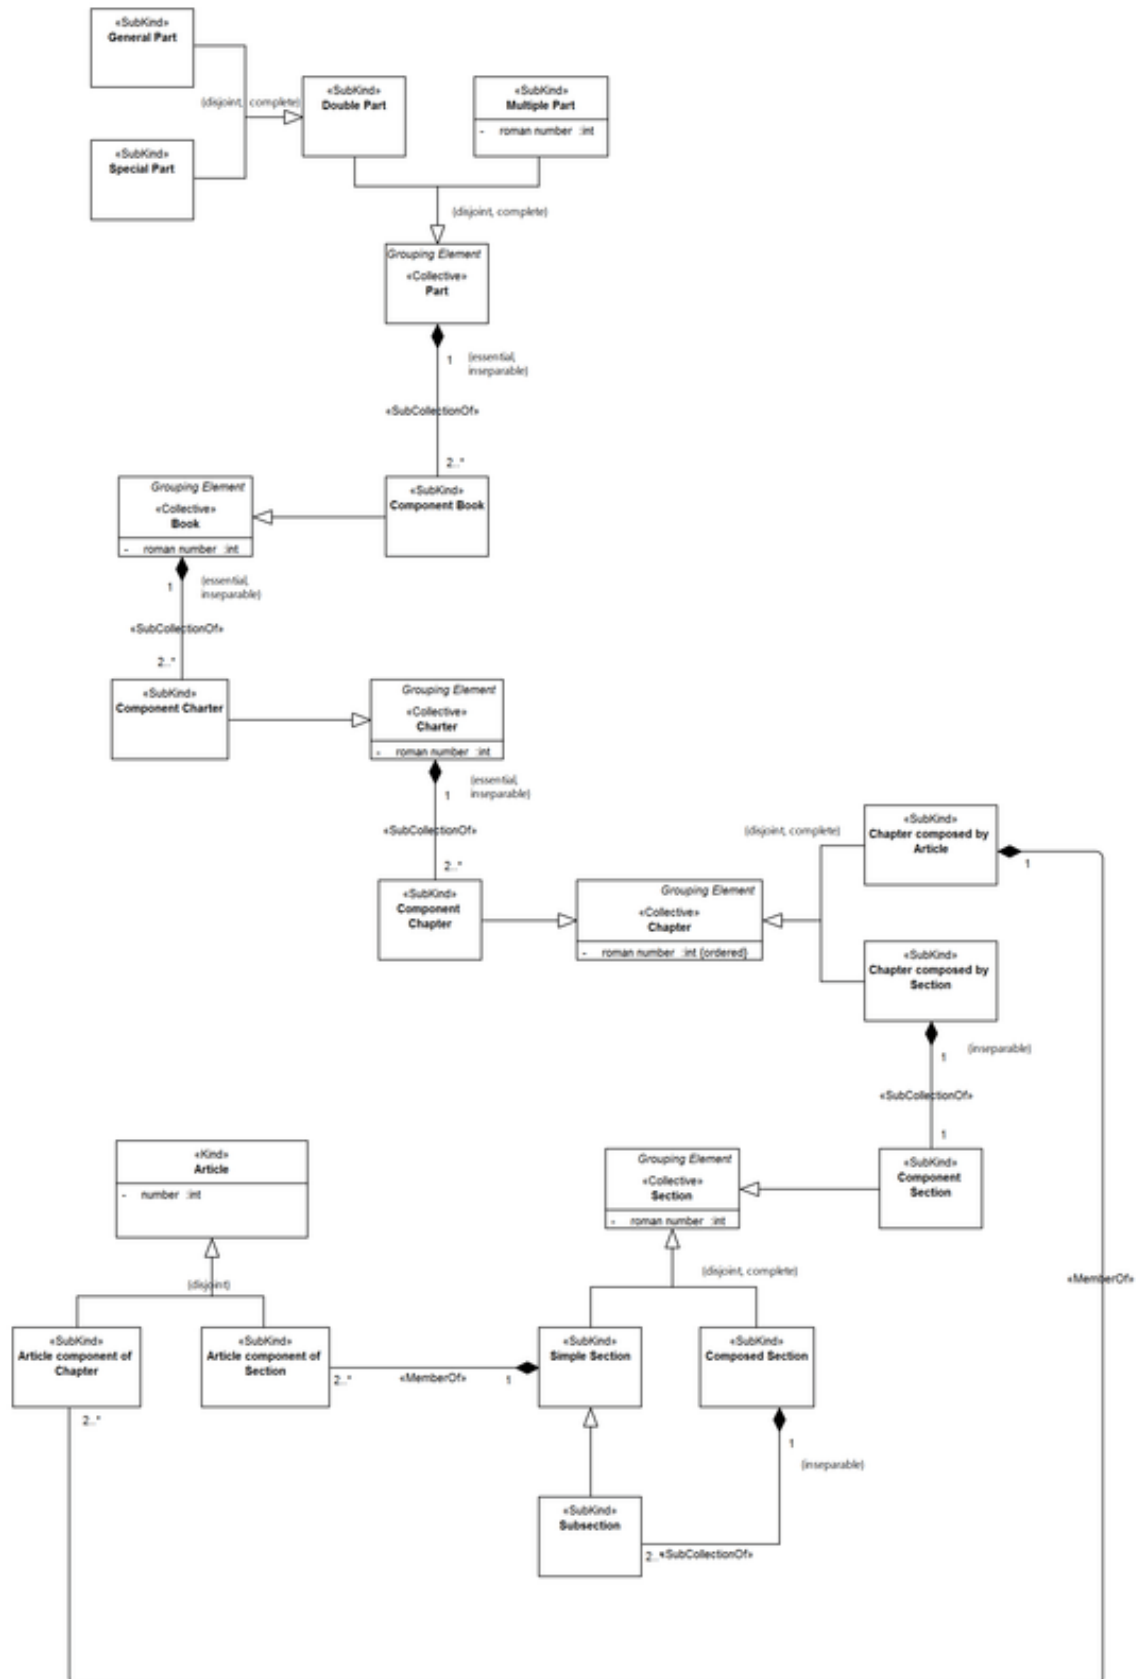 «SubKind»
General Part
(disjoint, complete)
«SubKind»
Special Part
«SubKind»
Double Part
«SubKind»
Multiple Part
- roman number :int
(disjoint, complete)
Grouping Element
«Collective»
Part
1
(essential,
inseparable)
«SubCollectionOf»
2..*
«SubKind»
Component Book
Grouping Element
«Collective»
Book
- roman number :int
1
(essential,
inseparable)
«SubCollectionOf»
2..*
«SubKind»
Component Charter
Grouping Element
«Collective»
Charter
- roman number :int
1
(essential,
inseparable)
«SubCollectionOf»
2..*
«SubKind»
Component
Chapter
Grouping Element
«Collective»
Chapter
- roman number :int {ordered}
(disjoint, complete)
«SubKind»
Chapter composed by
Article
1
«SubKind»
Chapter composed by
Section
1
(inseparable)
«SubCollectionOf»
1
«SubKind»
Component
Section
Grouping Element
«Collective»
Section
- roman number :int
«Kind»
Article
- number :int
(disjoint)
(disjoint, complete)
«MemberOf»
«SubKind»
Article component of
Chapter
2..*
«SubKind»
Article component of
Section
2..*
«MemberOf»
1
«SubKind»
Simple Section
«SubKind»
Composed Section
1
(inseparable)
«SubKind»
Subsection
2..*
«SubCollectionOf»